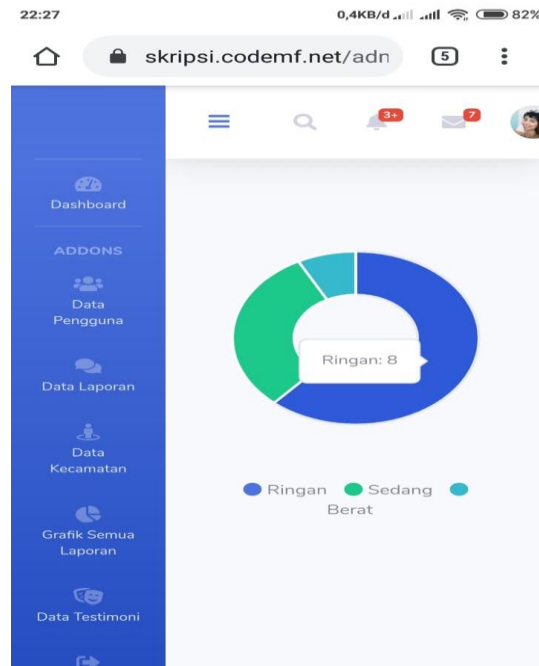 22:27
0,4KB/d
82%
skripsi.codemf.net/adn
5
3+
7
Dashboard
ADDONS
Data
Pengguna
Data Laporan
Data
Kecamatan
Grafik Semua
Laporan
Data Testimoni
Ringan: 8
Ringan
Sedang
Berat